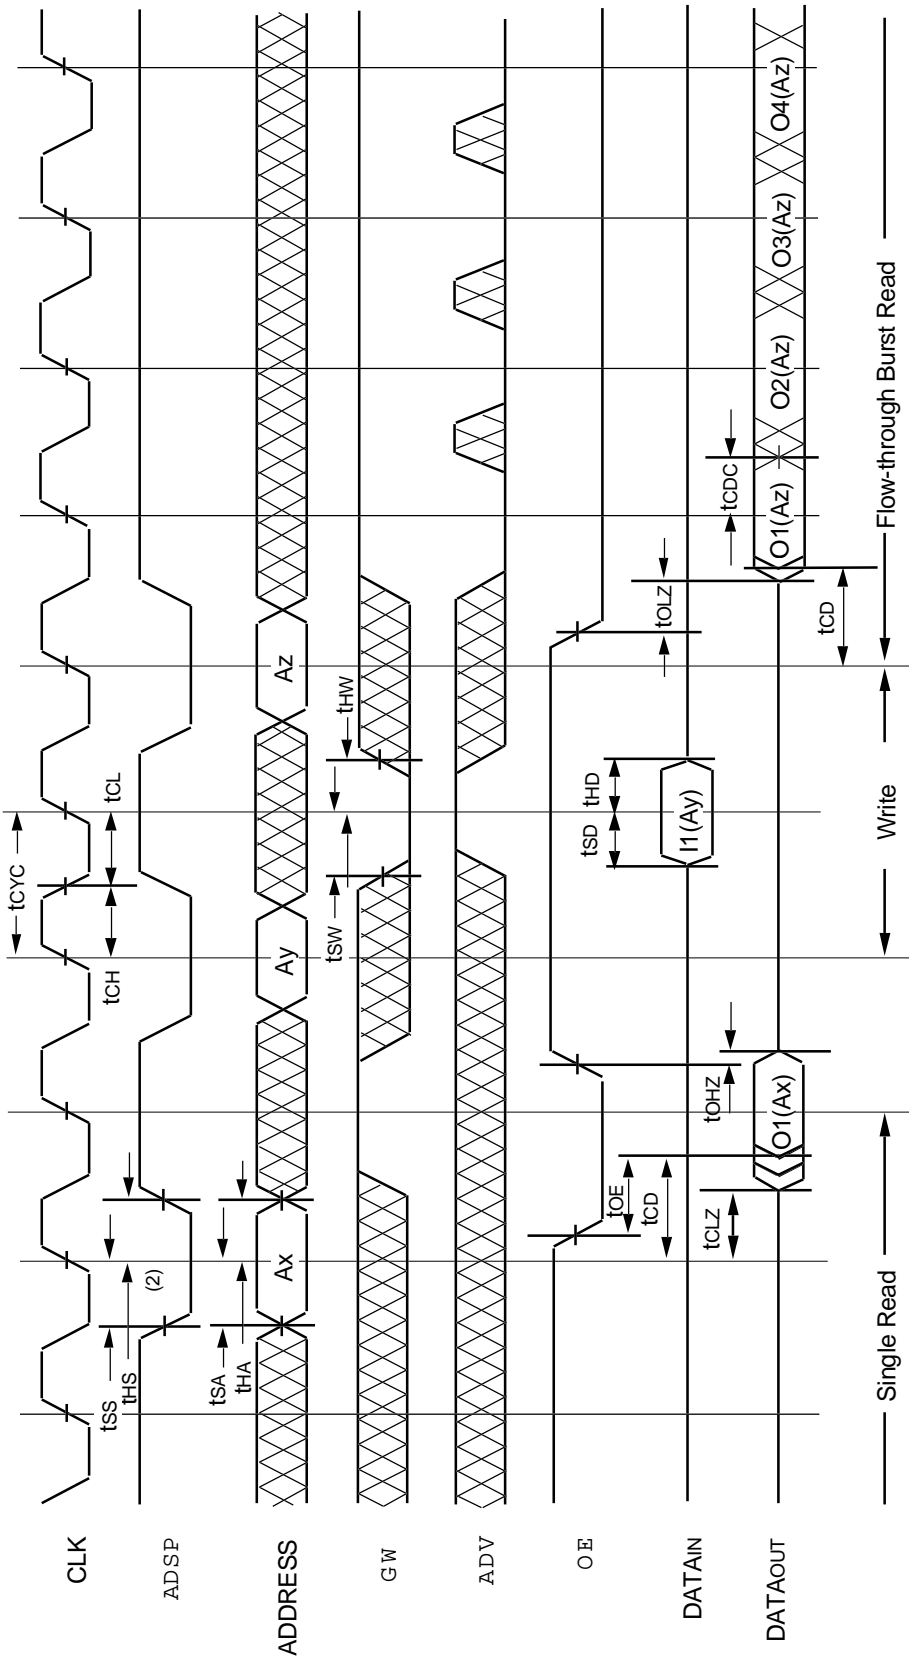 CLK
tCYC
tCH
tCL
ADSP
tSS
tHS
(2)
ADDRESS
tSA
tHA
Ax
Ay
Az
GW
tSW
tHW
ADV
OE
tOE
tCD
tOHZ
tOLZ
DATAIN
tSD
tHD
I1(Ay)
DATAOUT
tCLZ
O1(Ax)
tCD
tCDC
O1(Az)
O2(Az)
O3(Az)
O4(Az)
Single Read
Write
Flow-through Burst Read